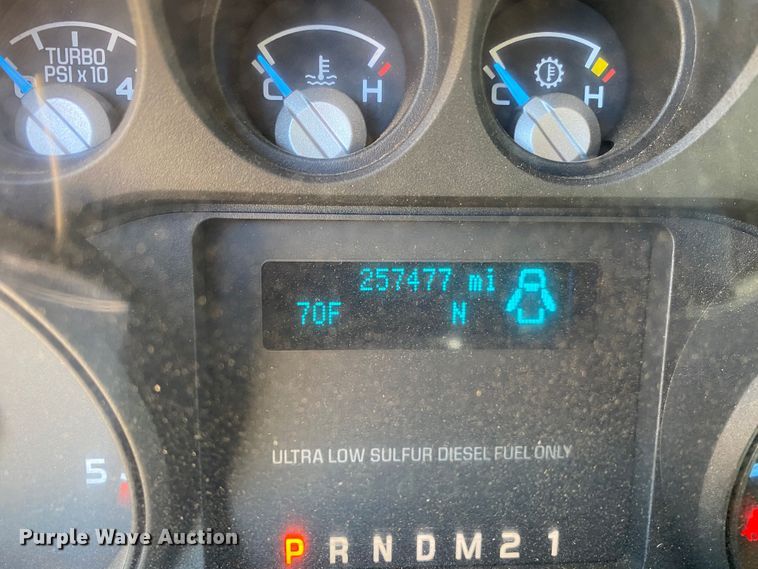 TURBO
PSI x 10 4
C H
C H
257477 mi
70F N
ULTRA LOW SULFUR DIESEL FUEL ONLY
5
P R N D M 2 1
Purple Wave Auction